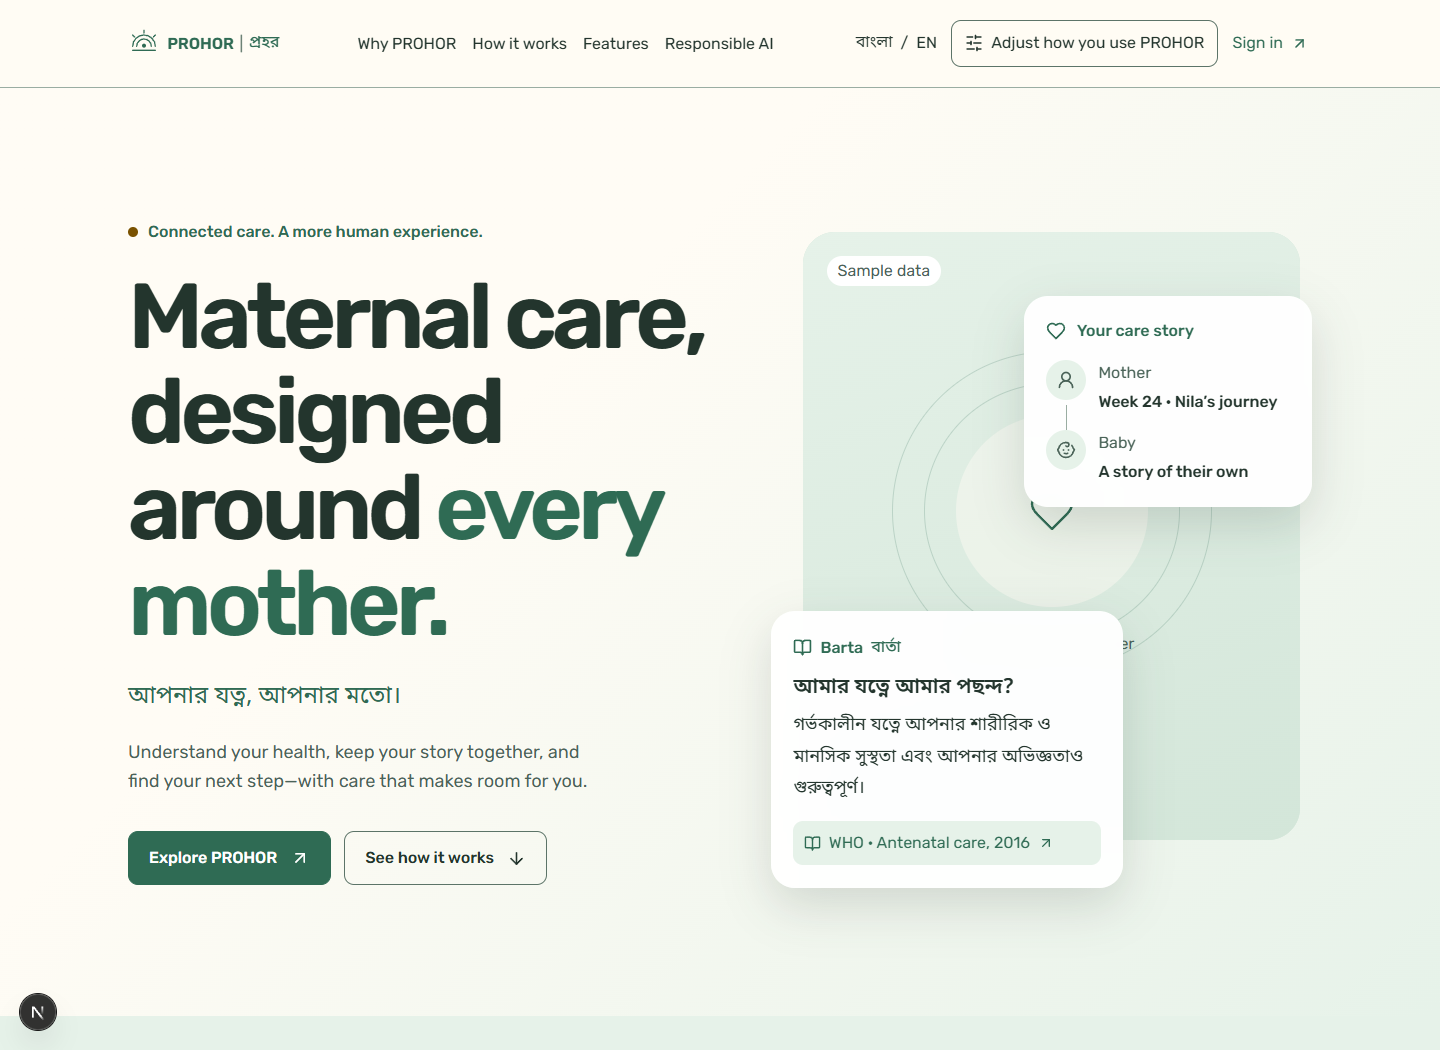 PROHOR | প্রহর
Why PROHOR
How it works
Features
Responsible AI
বাংলা / EN
Adjust how you use PROHOR
Sign in
Connected care. A more human experience.
Maternal care,
designed
around every
mother.
আপনার যত্ন, আপনার মতো।
Understand your health, keep your story together, and
find your next step—with care that makes room for you.
Explore PROHOR
See how it works
Sample data
Your care story
Mother
Week 24 • Nila’s journey
Baby
A story of their own
Barta বার্তা
আমার যত্নে আমার পছন্দ?
গর্ভকালীন যত্নে আপনার শারীরিক ও
মানসিক সুস্থতা এবং আপনার অভিজ্ঞতাও
গুরুত্বপূর্ণ।
WHO • Antenatal care, 2016